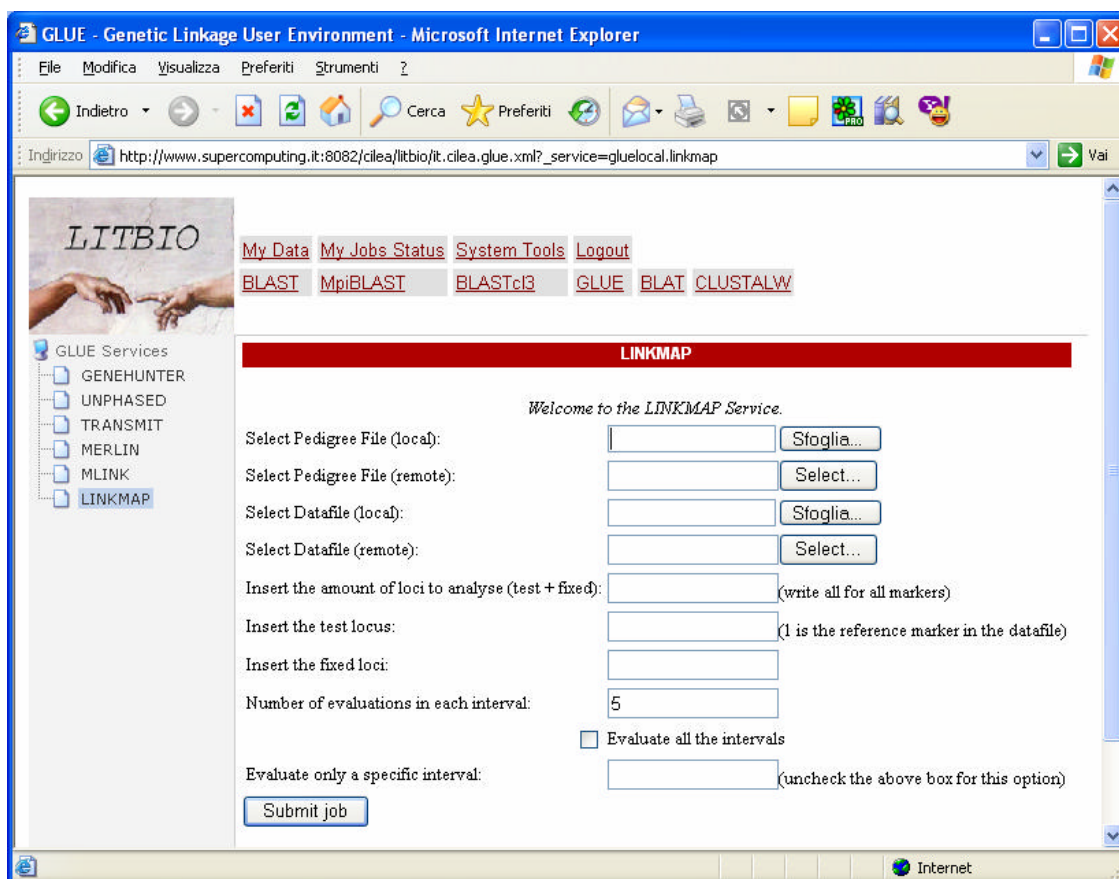 GLUE - Genetic Linkage User Environment - Microsoft Internet Explorer
File Modifica Visualizza Preferiti Strumenti ?
Indietro Cerca Preferiti PRO
Indirizzo http://www.supercomputing.it:8082/cilea/litbio/it.cilea.glue.xml?_service=gluelocal.linkmap Vai
LITBIO
My Data My Jobs Status System Tools Logout
BLAST MpiBLAST BLASTcl3 GLUE BLAT CLUSTALW
GLUE Services
GENEHUNTER
UNPHASED
TRANSMIT
MERLIN
MLINK
LINKMAP
LINKMAP
Welcome to the LINKMAP Service.
Select Pedigree File (local): Sfoglia...
Select Pedigree File (remote): Select...
Select Datafile (local): Sfoglia...
Select Datafile (remote): Select...
Insert the amount of loci to analyse (test + fixed): (write all for all markers)
Insert the test locus: (1 is the reference marker in the datafile)
Insert the fixed loci:
Number of evaluations in each interval: 5
Evaluate all the intervals
Evaluate only a specific interval: (uncheck the above box for this option)
Submit job
Internet